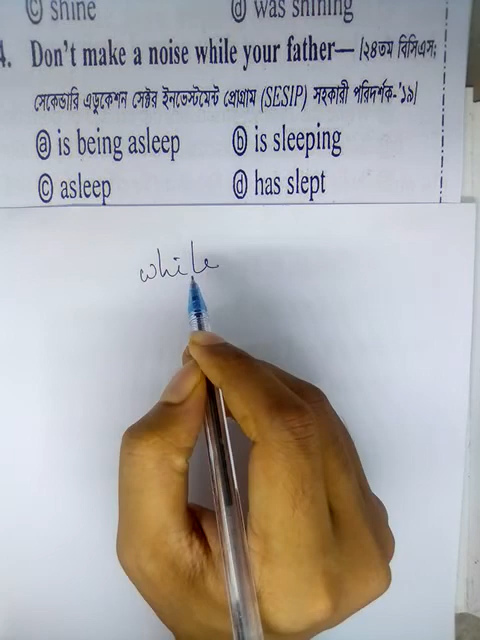 ⓒ shine ⓓ was shining
4. Don't make a noise while your father— [২৪তম বিসিএস;
সেকেন্ডারি এডুকেশন সেক্টর ইনভেস্টমেন্ট প্রোগ্রাম (SESIP) সহকারী পরিদর্শক-'১৯]
ⓐ is being asleep ⓑ is sleeping
ⓒ asleep ⓓ has slept
while